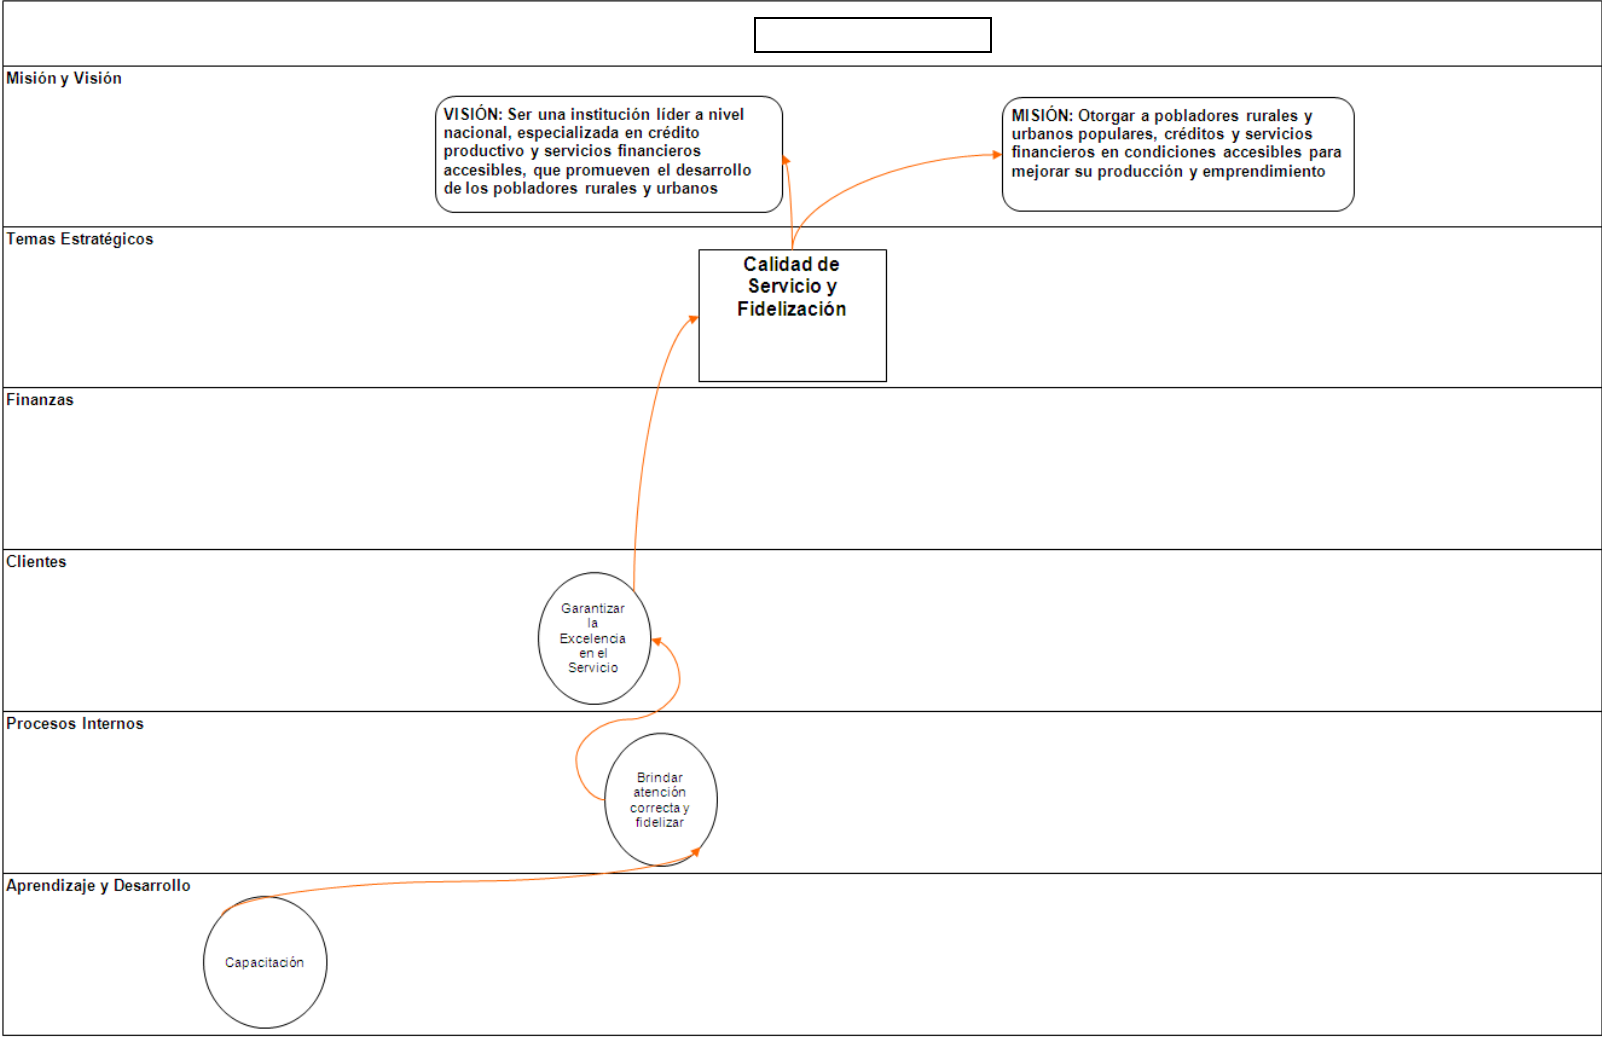 Misión y Visión
VISIÓN: Ser una institución líder a nivel
nacional, especializada en crédito
productivo y servicios financieros
accesibles, que promueven el desarrollo
de los pobladores rurales y urbanos
MISIÓN: Otorgar a pobladores rurales y
urbanos populares, créditos y servicios
financieros en condiciones accesibles para
mejorar su producción y emprendimiento
Temas Estratégicos
Calidad de
Servicio y
Fidelización
Finanzas
Clientes
Garantizar
la
Excelencia
en el
Servicio
Procesos Internos
Brindar
atención
correcta y
fidelizar
Aprendizaje y Desarrollo
Capacitación